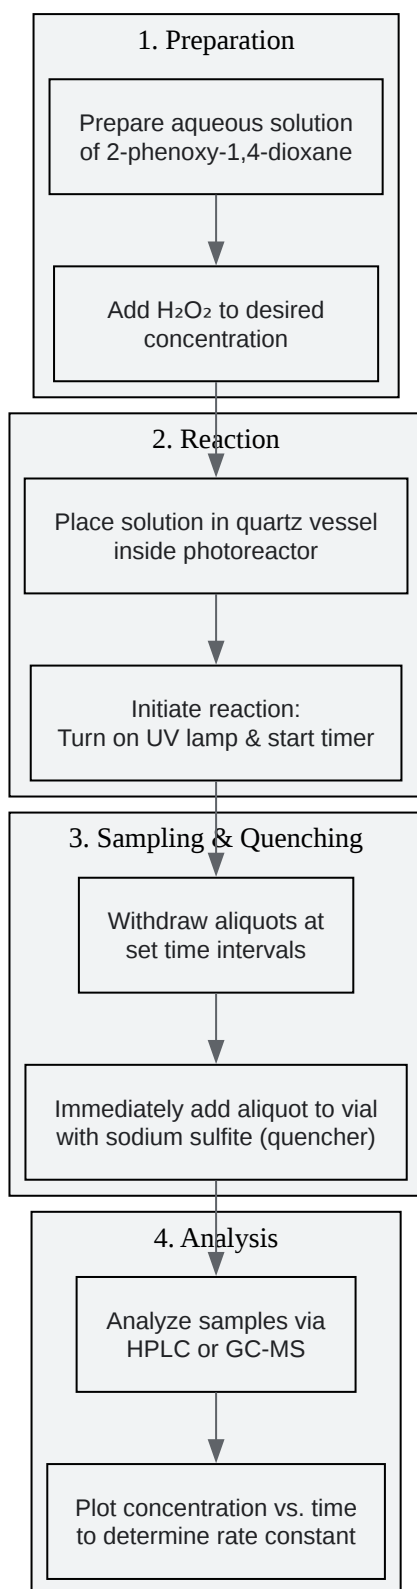 1. Preparation
Prepare aqueous solution
of 2-phenoxy-1,4-dioxane
Add H₂O₂ to desired
concentration
2. Reaction
Place solution in quartz vessel
inside photoreactor
Initiate reaction:
Turn on UV lamp & start timer
3. Sampling & Quenching
Withdraw aliquots at
set time intervals
Immediately add aliquot to vial
with sodium sulfite (quencher)
4. Analysis
Analyze samples via
HPLC or GC-MS
Plot concentration vs. time
to determine rate constant